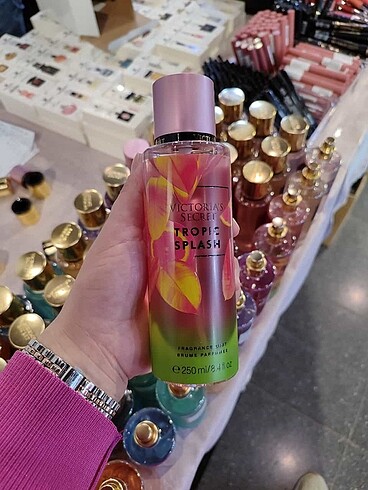 VICTORIA'S
SECRET
TROPIC
SPLASH
FRAGRANCE MIST
BRUME PARFUMÉE
℮ 250 ml/8.4 fl oz